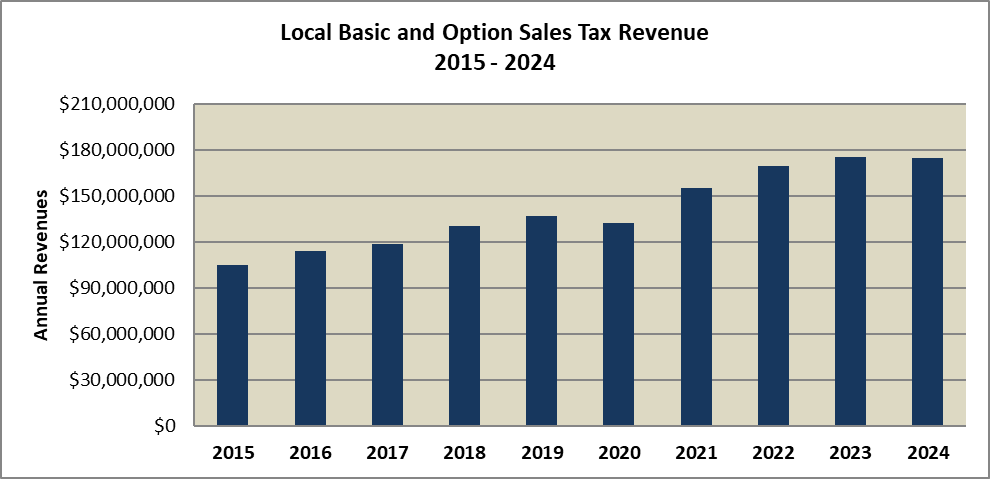 Local Basic and Option Sales Tax Revenue
2015 - 2024
Annual Revenues
$210,000,000
$180,000,000
$150,000,000
$120,000,000
$90,000,000
$60,000,000
$30,000,000
$0
2015 2016 2017 2018 2019 2020 2021 2022 2023 2024